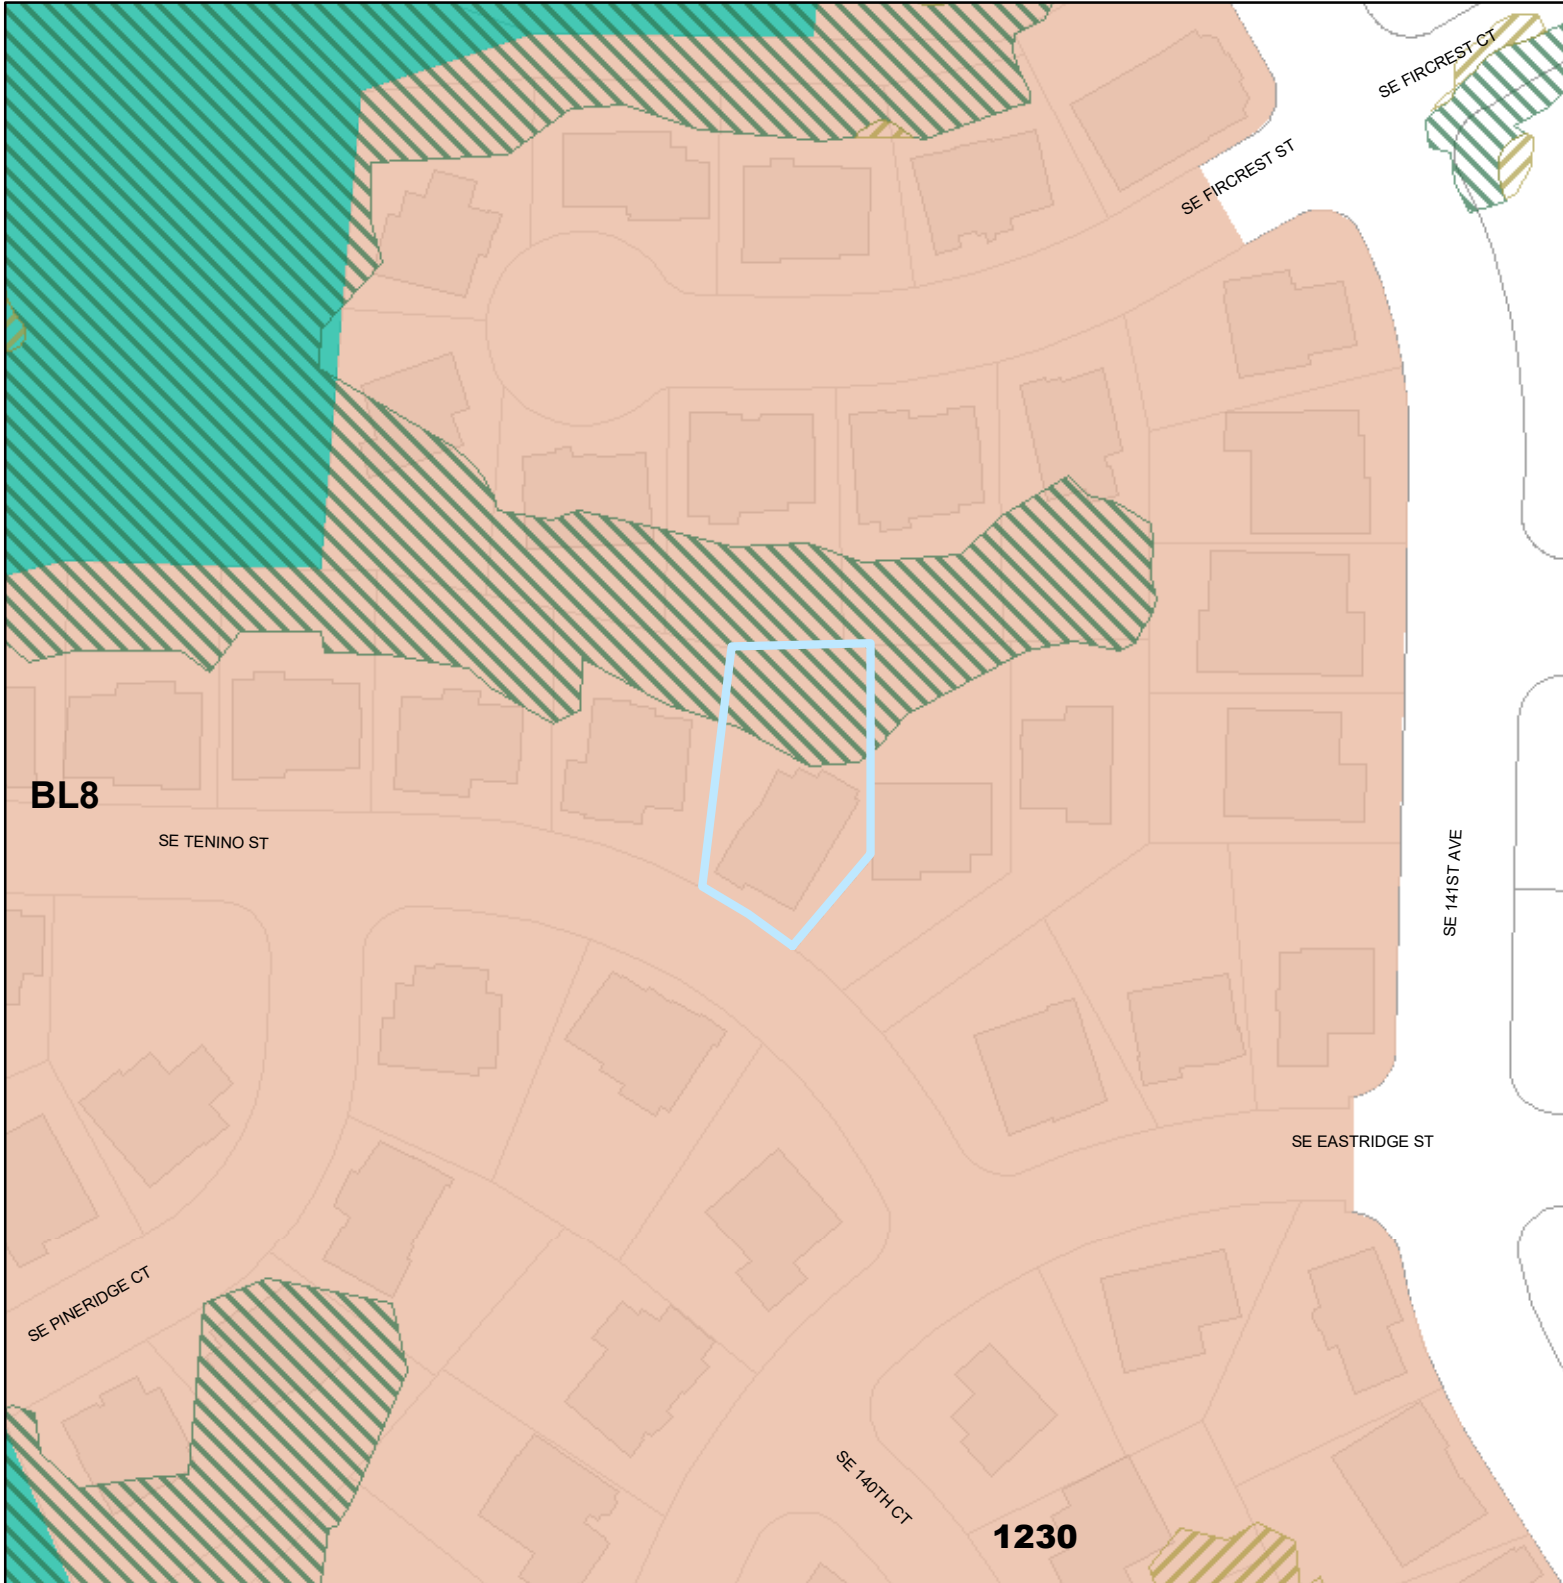 SE FIRCREST CT
SE FIRCREST ST
BL8
SE TENINO ST
SE 141ST AVE
SE EASTRIDGE ST
SE PINERIDGE CT
SE 140TH CT
1230